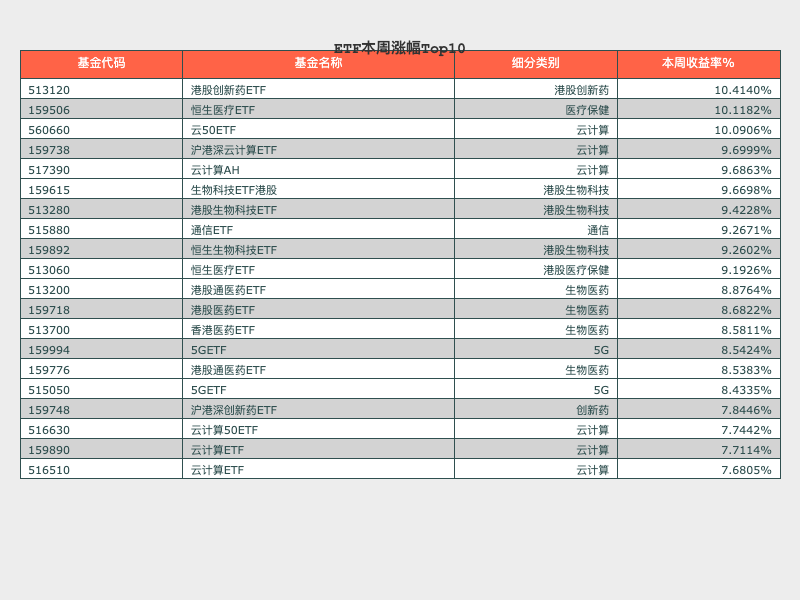 ETF本周涨幅Top10
基金代码 基金名称 细分类别 本周收益率%
513120 港股创新药ETF 港股创新药 10.4140%
159506 恒生医疗ETF 医疗保健 10.1182%
560660 云50ETF 云计算 10.0906%
159738 沪港深云计算ETF 云计算 9.6999%
517390 云计算AH 云计算 9.6863%
159615 生物科技ETF港股 港股生物科技 9.6698%
513280 港股生物科技ETF 港股生物科技 9.4228%
515880 通信ETF 通信 9.2671%
159892 恒生生物科技ETF 港股生物科技 9.2602%
513060 恒生医疗ETF 港股医疗保健 9.1926%
513200 港股通医药ETF 生物医药 8.8764%
159718 港股医药ETF 生物医药 8.6822%
513700 香港医药ETF 生物医药 8.5811%
159994 5GETF 5G 8.5424%
159776 港股通医药ETF 生物医药 8.5383%
515050 5GETF 5G 8.4335%
159748 沪港深创新药ETF 创新药 7.8446%
516630 云计算50ETF 云计算 7.7442%
159890 云计算ETF 云计算 7.7114%
516510 云计算ETF 云计算 7.6805%